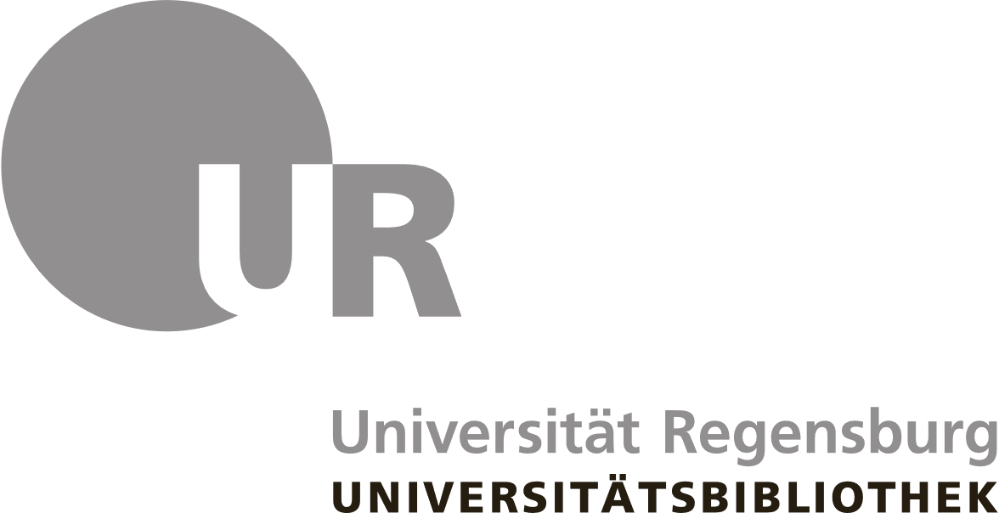 UR
Universität Regensburg
UNIVERSITÄTSBIBLIOTHEK